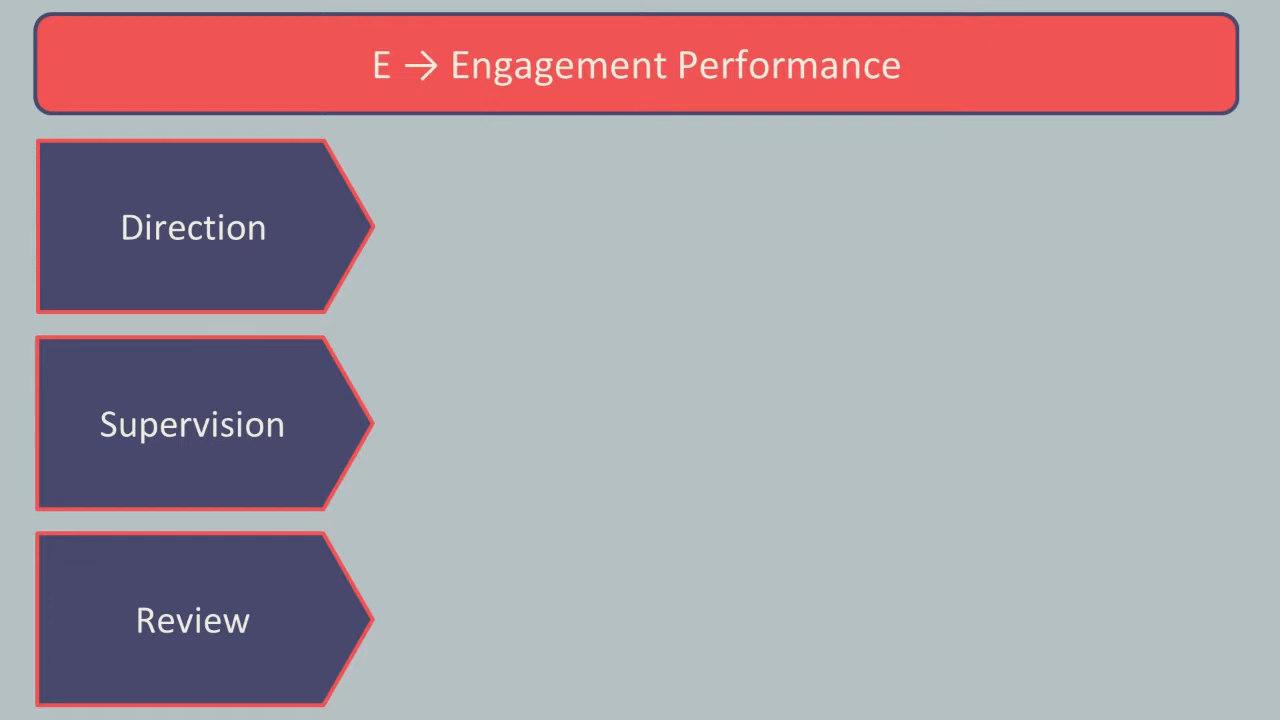 E → Engagement Performance
Direction
Supervision
Review